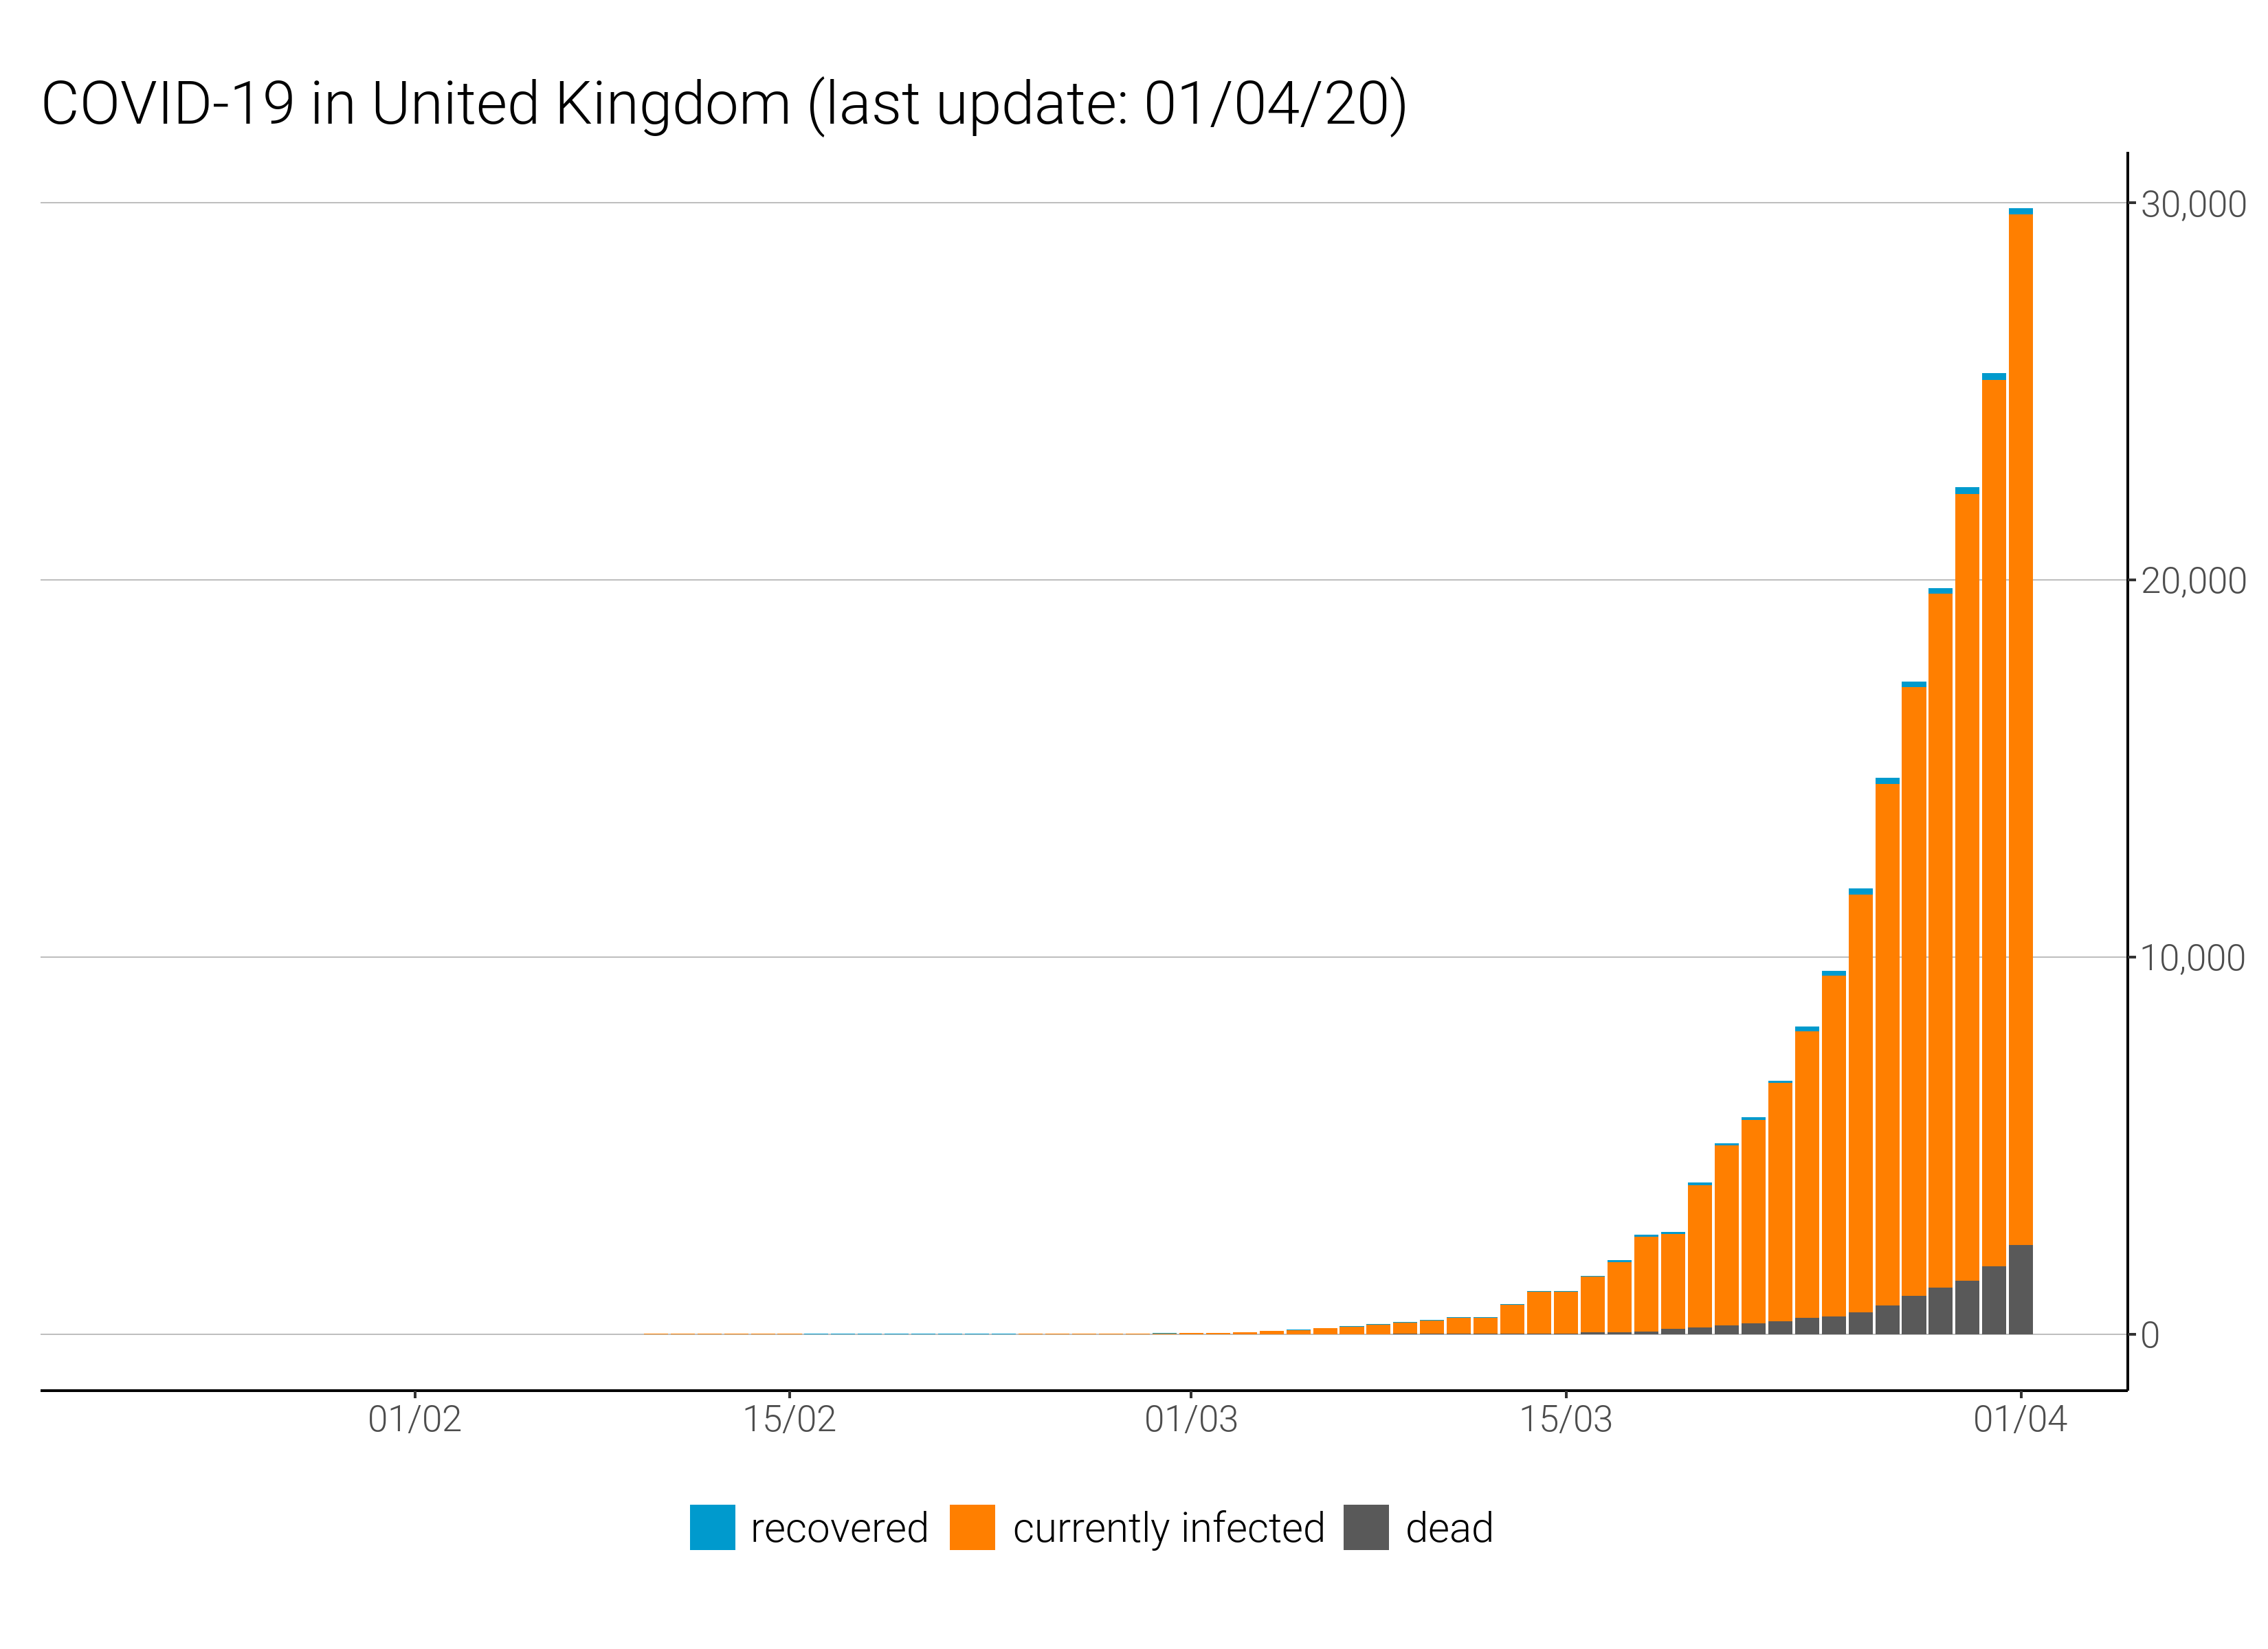 COVID-19 in United Kingdom (last update: 01/04/20)
30,000
20,000
10,000
0
01/02 15/02 01/03 15/03 01/04
recovered currently infected dead